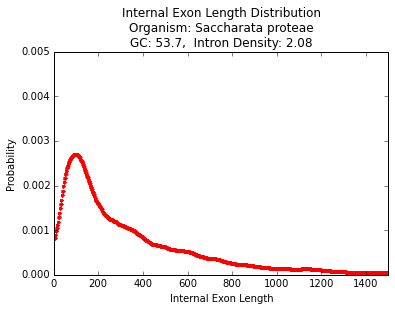 Internal Exon Length Distribution
Organism: Saccharata proteae
GC: 53.7,  Intron Density: 2.08
0.005
0.004
0.003
0.002
0.001
0.000
Probability
0 200 400 600 800 1000 1200 1400
Internal Exon Length